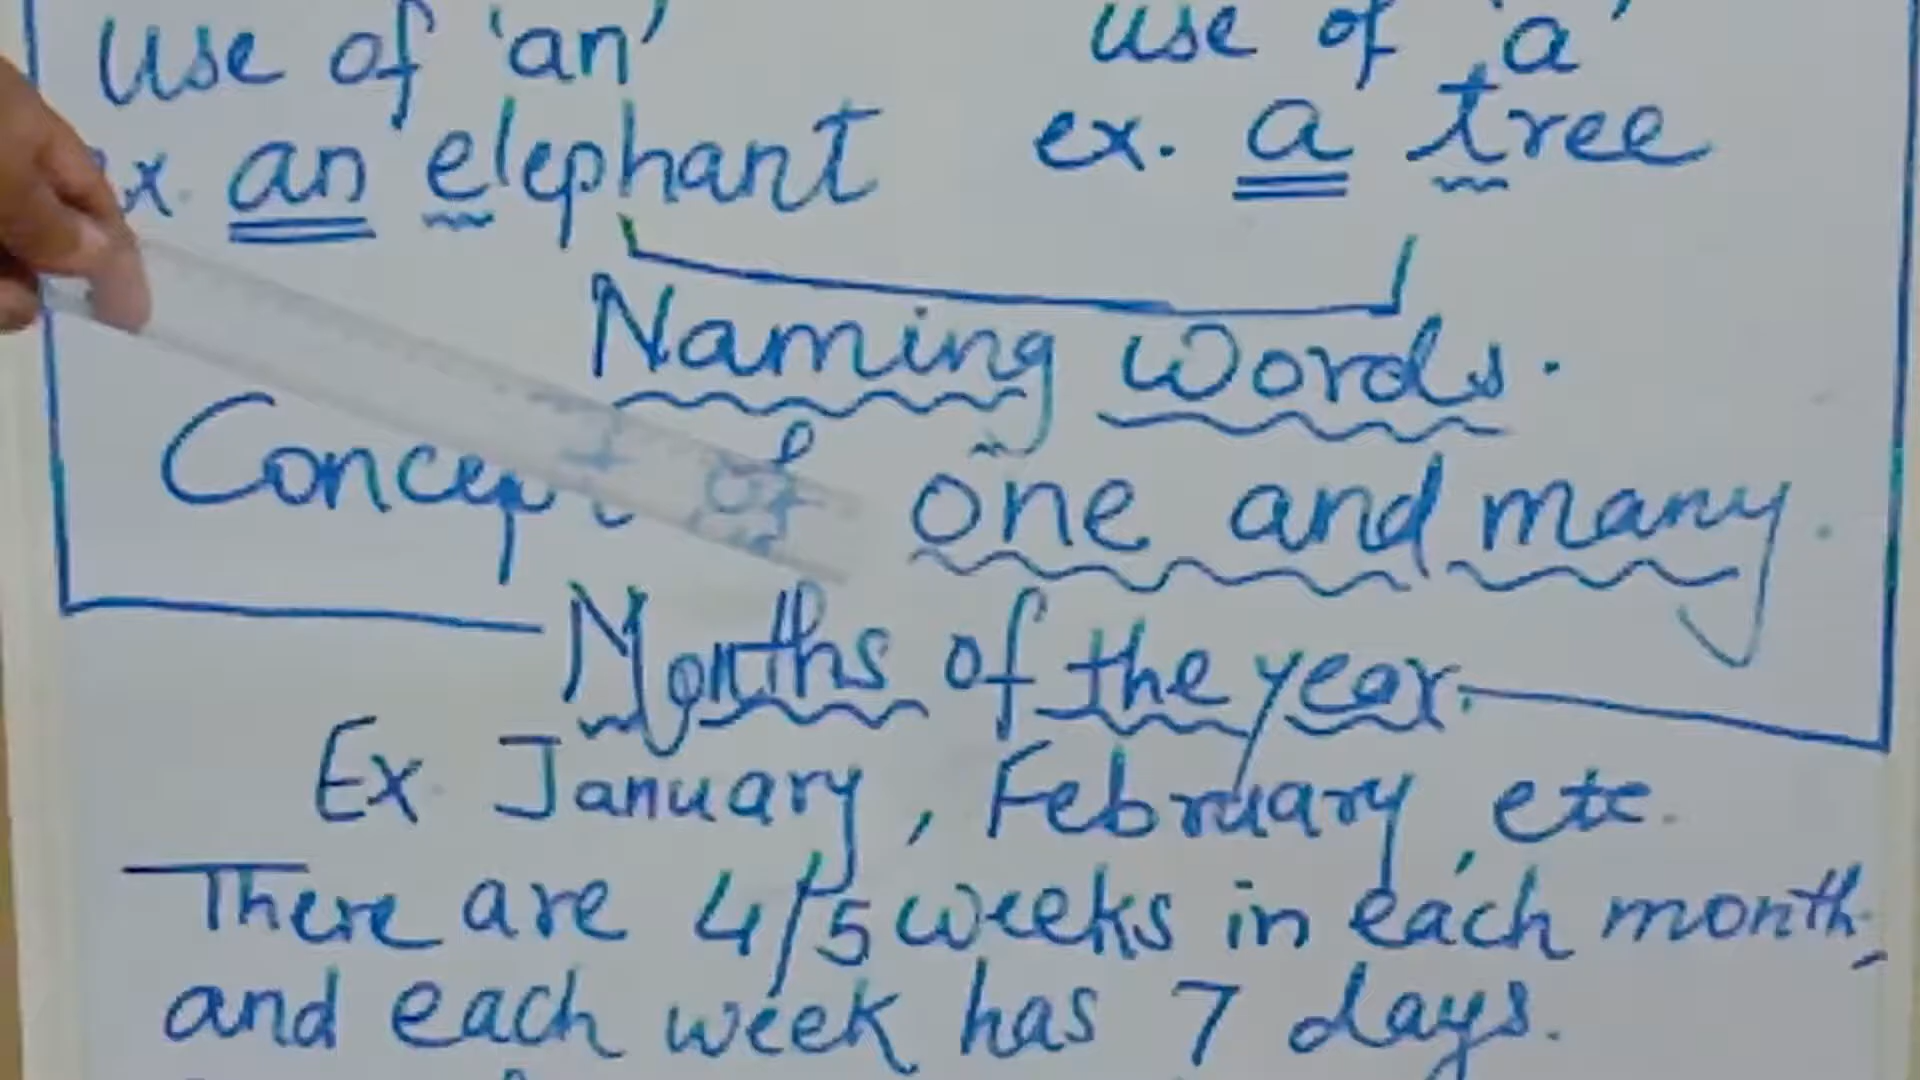 Use of 'an'
use of 'a'
ex. an elephant
ex. a tree
Naming words.
Concept of one and many.
Months of the year.
Ex. January, February, etc.
There are 4/5 weeks in each month,
and each week has 7 days.